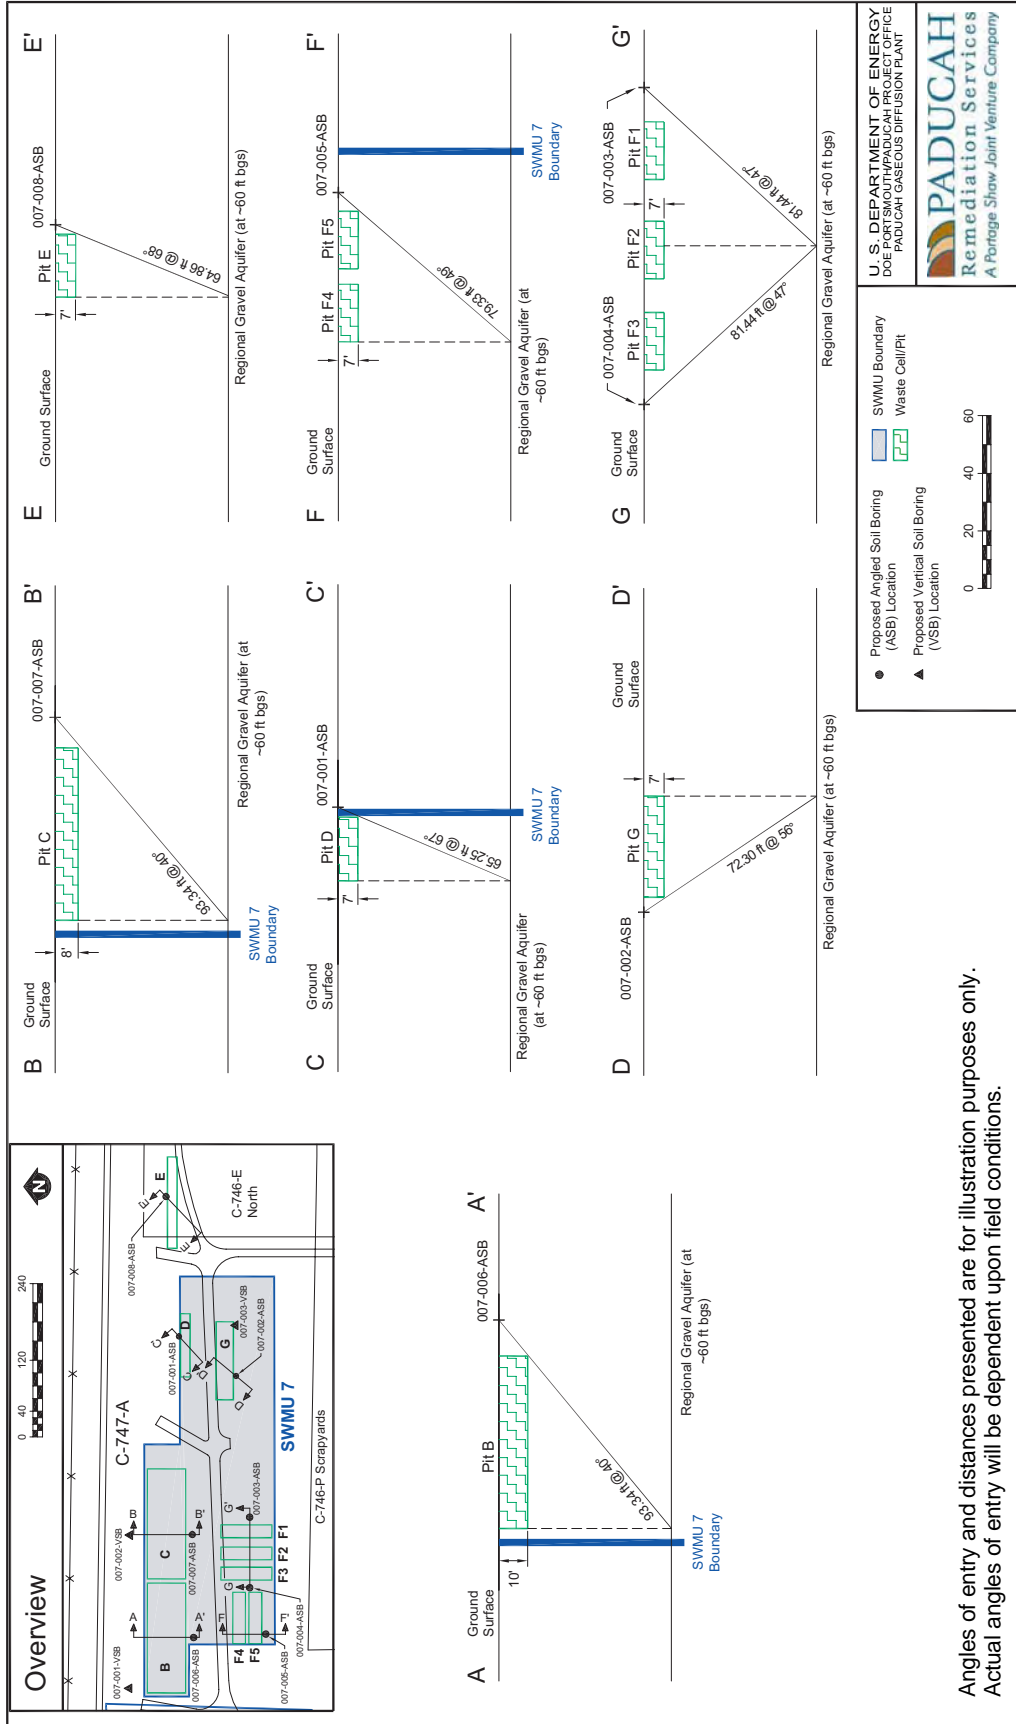 Overview
N
0 40 120 240
C-747-A
007-001-VSB
007-002-VSB
A
B
B
C
A'
B'
007-006-ASB
007-007-ASB
F
F'
F4
F5
F3
F2
F1
G
G'
007-003-ASB
007-004-ASB
007-005-ASB
SWMU 7
C-746-P Scrapyards
007-001-ASB
C
C'
D
D'
D
G
007-003-VSB
007-002-ASB
007-008-ASB
E
E'
E
C-746-E
North
A
A'
Ground
Surface
Pit B
007-006-ASB
10'
93.34 ft @ 40°
SWMU 7
Boundary
Regional Gravel Aquifer (at
~60 ft bgs)
B
B'
Ground
Surface
Pit C
007-007-ASB
8'
93.34 ft @ 40°
SWMU 7
Boundary
Regional Gravel Aquifer (at
~60 ft bgs)
C
C'
Ground
Surface
Pit D
007-001-ASB
7'
65.25 ft @ 67°
SWMU 7
Boundary
Regional Gravel Aquifer
(at ~60 ft bgs)
D
D'
007-002-ASB
Pit G
Ground
Surface
7'
72.30 ft @ 56°
Regional Gravel Aquifer (at ~60 ft bgs)
E
E'
Ground Surface
Pit E
007-008-ASB
7'
64.86 ft @ 68°
Regional Gravel Aquifer (at ~60 ft bgs)
F
F'
Ground
Surface
Pit F4
Pit F5
007-005-ASB
7'
79.33 ft @ 49°
SWMU 7
Boundary
Regional Gravel Aquifer (at
~60 ft bgs)
G
G'
Ground
Surface
007-004-ASB
Pit F3
Pit F2
Pit F1
007-003-ASB
7'
81.44 ft @ 47°
81.44 ft @ 47°
Regional Gravel Aquifer (at ~60 ft bgs)
Angles of entry and distances presented are for illustration purposes only.
Actual angles of entry will be dependent upon field conditions.
Proposed Angled Soil Boring
(ASB) Location
Proposed Vertical Soil Boring
(VSB) Location
SWMU Boundary
Waste Cell/Pit
0 20 40 60
U. S. DEPARTMENT OF ENERGY
DOE PORTSMOUTH/PADUCAH PROJECT OFFICE
PADUCAH GASEOUS DIFFUSION PLANT
PADUCAH
Remediation Services
A Portage Shaw Joint Venture Company